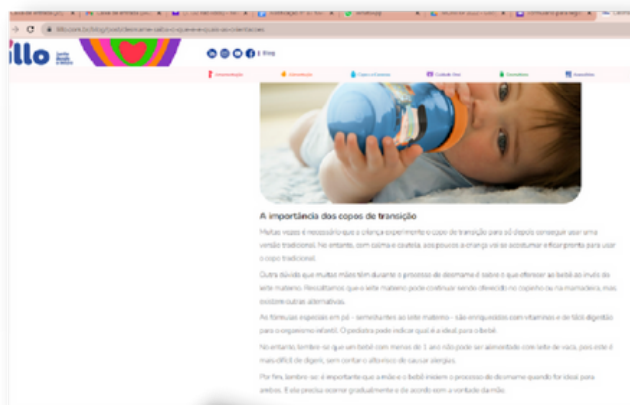 illo
| Blog
A importância dos copos de transição
Muitas vezes é necessário que a criança experimente o copo de transição para só depois conseguir usar uma
versão tradicional. No entanto, com calma e cautela, aos poucos a criança vai se acostumar e ficar pronta para usar
o copo tradicional.
Outra dúvida que muitas mães têm durante o processo de desmame é sobre o que oferecer ao bebê ao invés do
leite materno. Ressaltamos que o leite materno pode continuar sendo oferecido no copinho ou na mamadeira, mas
existem outras alternativas.
As fórmulas especiais em pó - semelhantes ao leite materno - são enriquecidas com vitaminas e de fácil digestão
para o organismo infantil. O pediatra pode indicar qual é a ideal para o bebê.
No entanto, lembre-se que um bebê com menos de 1 ano não pode ser alimentado com leite de vaca, pois este é
mais difícil de digerir, sem contar o alto risco de causar alergias.
Por fim, lembre-se: é importante que a mãe e o bebê iniciem o processo de desmame quando for ideal para
ambos. E ele precisa ocorrer gradualmente e de acordo com a vontade da mãe.